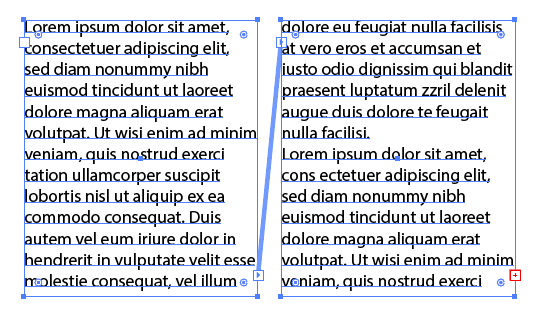 Lorem ipsum dolor sit amet,
consectetuer adipiscing elit,
sed diam nonummy nibh
euismod tincidunt ut laoreet
dolore magna aliquam erat
volutpat. Ut wisi enim ad minim
veniam, quis nostrud exerci
tation ullamcorper suscipit
lobortis nisl ut aliquip ex ea
commodo consequat. Duis
autem vel eum iriure dolor in
hendrerit in vulputate velit esse
molestie consequat, vel illum
dolore eu feugiat nulla facilisis
at vero eros et accumsan et
iusto odio dignissim qui blandit
praesent luptatum zzril delenit
augue duis dolore te feugait
nulla facilisi.
Lorem ipsum dolor sit amet,
cons ectetuer adipiscing elit,
sed diam nonummy nibh
euismod tincidunt ut laoreet
dolore magna aliquam erat
volutpat. Ut wisi enim ad minim
veniam, quis nostrud exerci